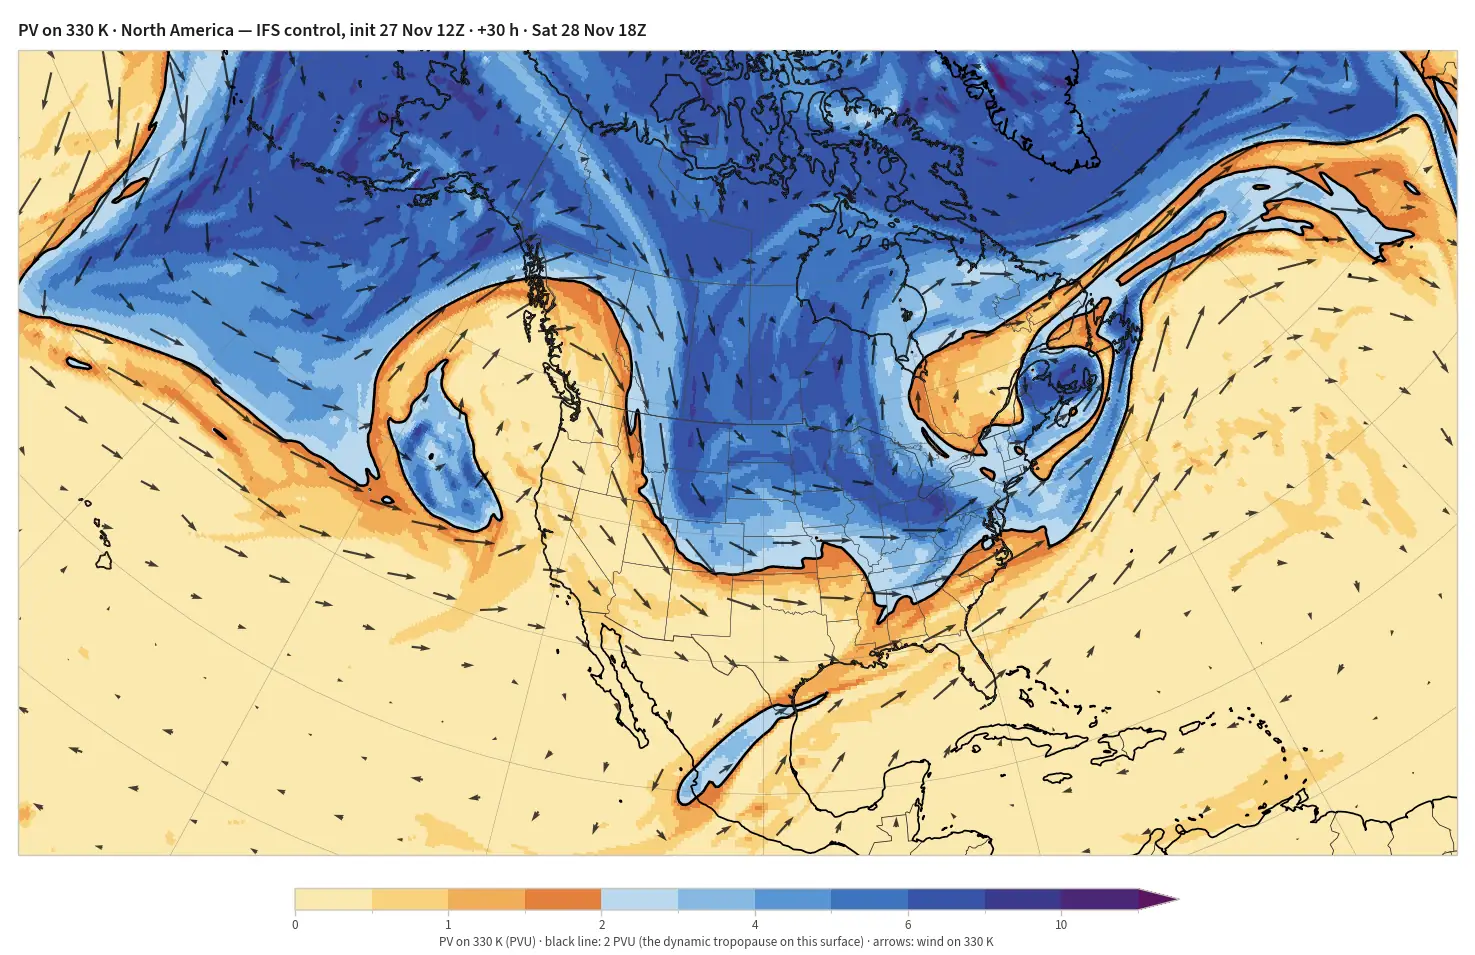 PV on 330 K · North America — IFS control, init 27 Nov 12Z · +30 h · Sat 28 Nov 18Z
0 1 2 4 6 10
PV on 330 K (PVU) · black line: 2 PVU (the dynamic tropopause on this surface) · arrows: wind on 330 K